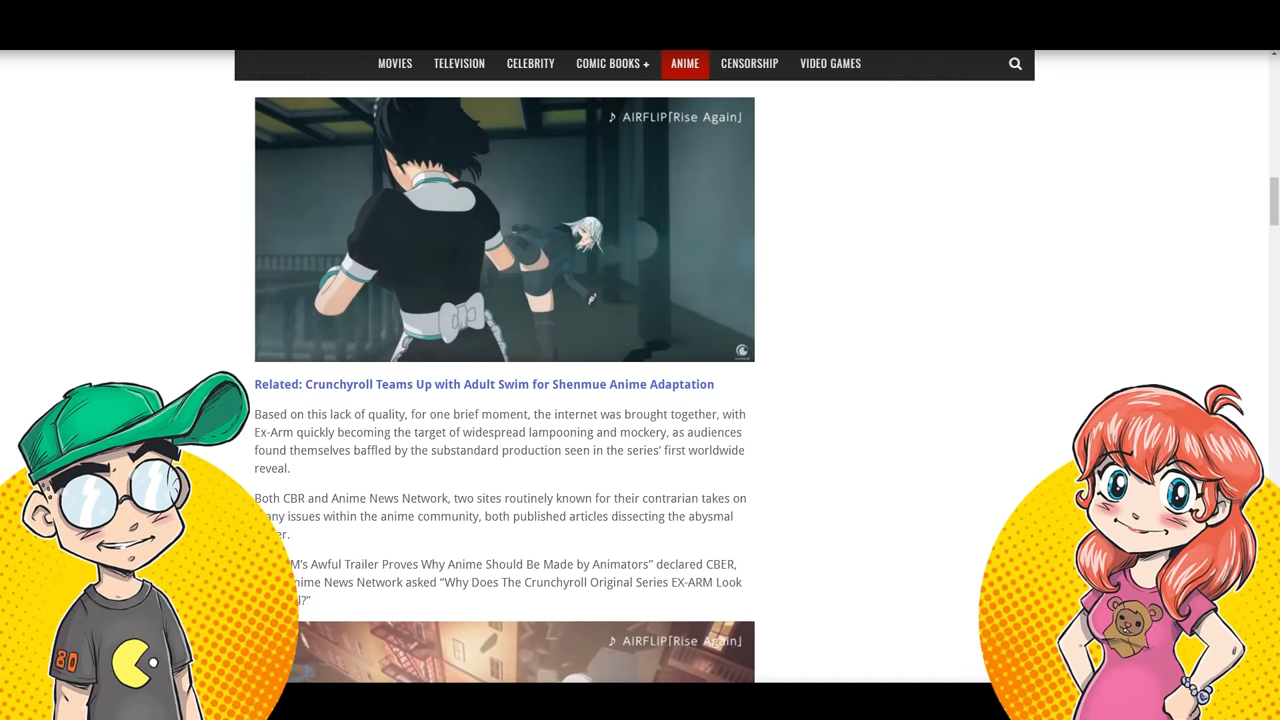 MOVIES TELEVISION CELEBRITY COMIC BOOKS + ANIME CENSORSHIP VIDEO GAMES
♪ AIRFLIP「Rise Again」
Related: Crunchyroll Teams Up with Adult Swim for Shenmue Anime Adaptation
Based on this lack of quality, for one brief moment, the internet was brought together, with
Ex-Arm quickly becoming the target of widespread lampooning and mockery, as audiences
found themselves baffled by the substandard production seen in the series' first worldwide
reveal.
Both CBR and Anime News Network, two sites routinely known for their contrarian takes on
issues within the anime community, both published articles dissecting the abysmal
M's Awful Trailer Proves Why Anime Should Be Made by Animators" declared CBER,
nime News Network asked "Why Does The Crunchyroll Original Series EX-ARM Look
l?"
♪ AIRFLIP「Rise Again」
80